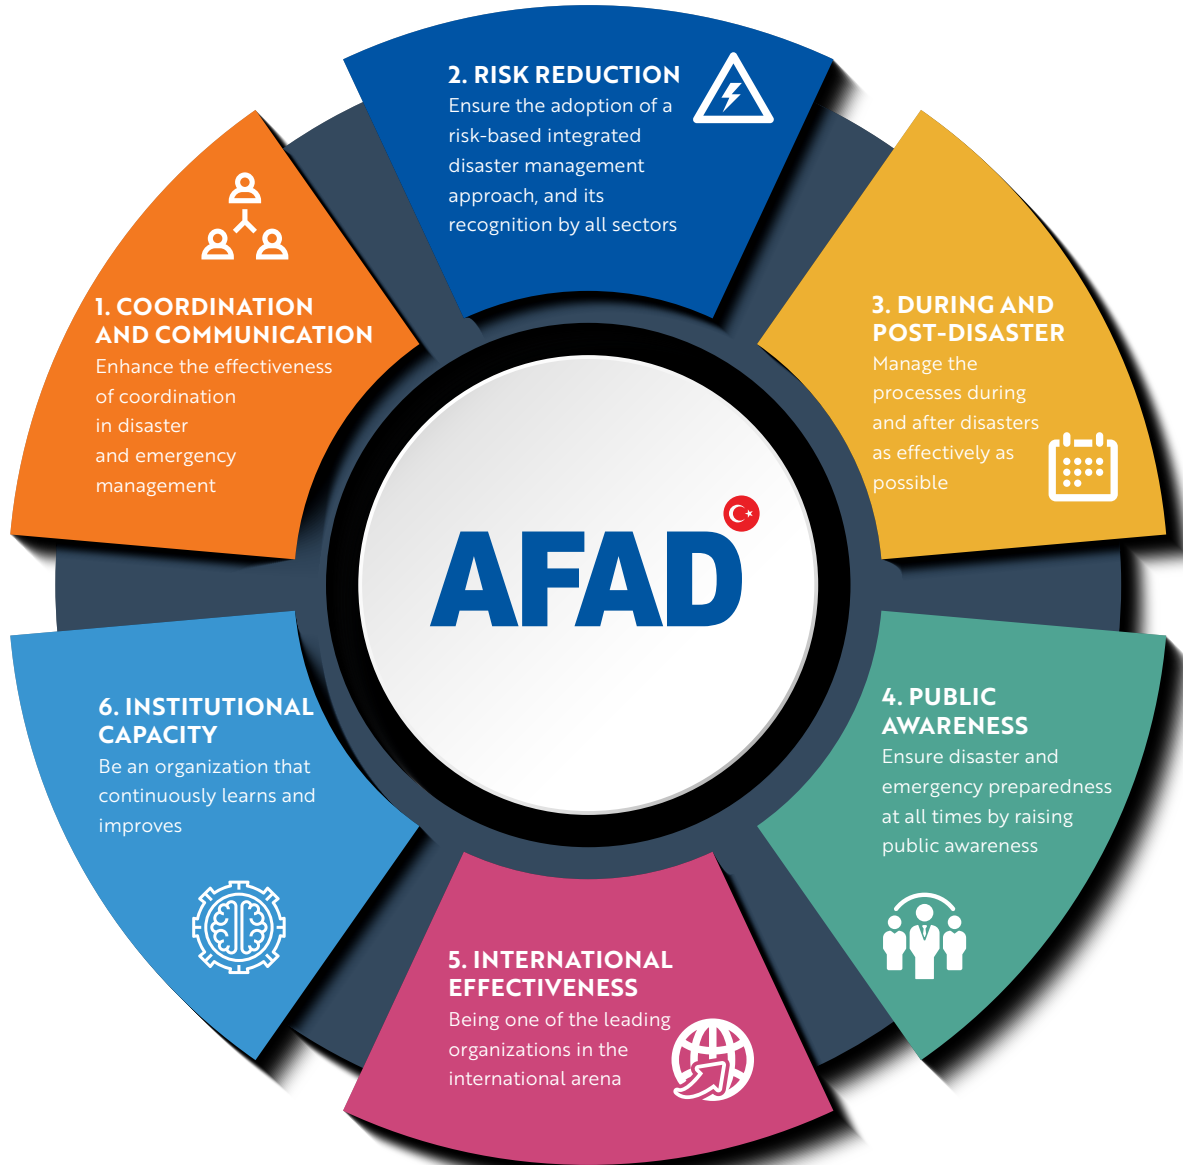 1. COORDINATION
AND COMMUNICATION
Enhance the effectiveness
of coordination
in disaster
and emergency
management
2. RISK REDUCTION
Ensure the adoption of a
risk-based integrated
disaster management
approach, and its
recognition by all sectors
3. DURING AND
POST-DISASTER
Manage the
processes during
and after disasters
as effectively as
possible
4. PUBLIC
AWARENESS
Ensure disaster and
emergency preparedness
at all times by raising
public awareness
5. INTERNATIONAL
EFFECTIVENESS
Being one of the leading
organizations in the
international arena
6. INSTITUTIONAL
CAPACITY
Be an organization that
continuously learns and
improves
AFAD